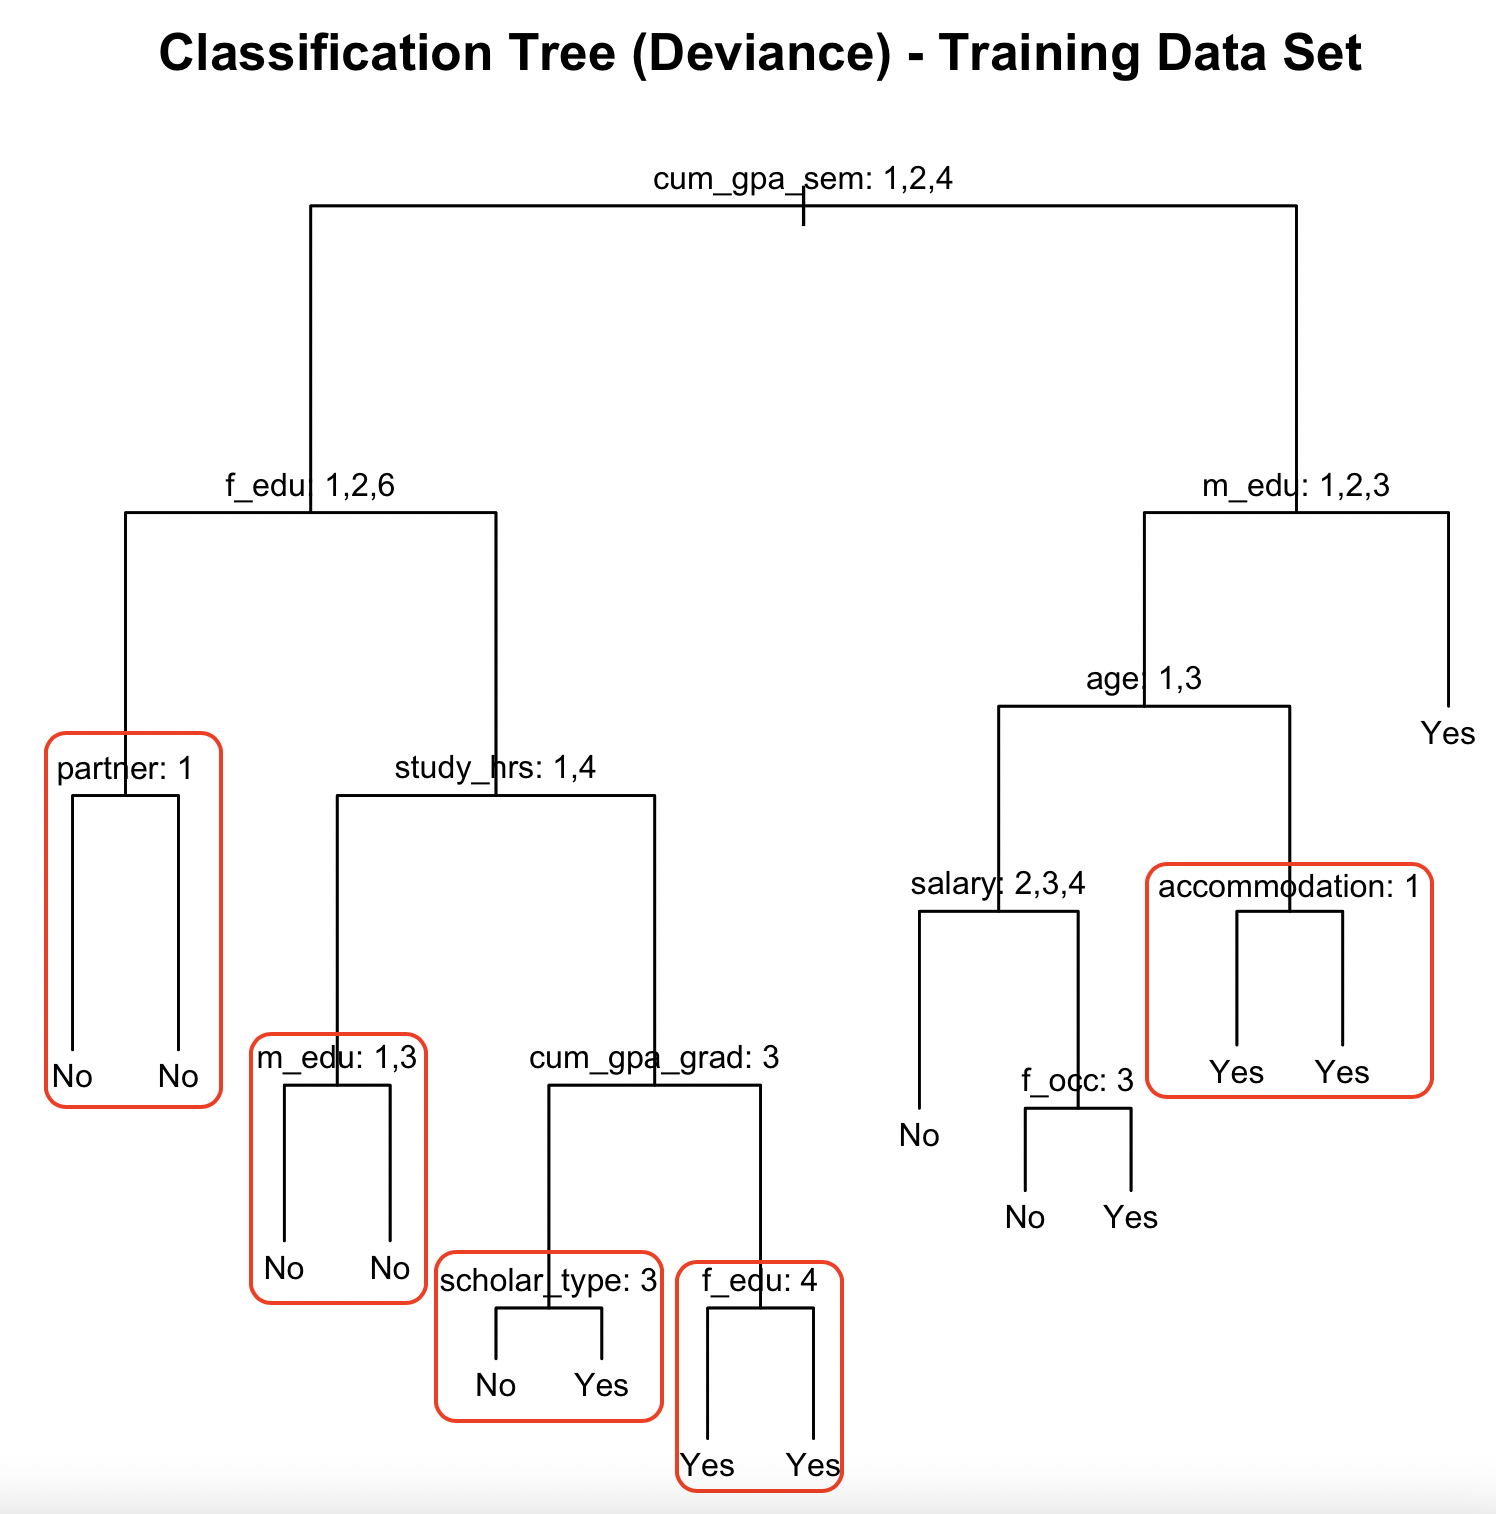 Classification Tree (Deviance) - Training Data Set
cum_gpa_sem: 1,2,4
f_edu: 1,2,6
m_edu: 1,2,3
age: 1,3
Yes
partner: 1
study_hrs: 1,4
salary: 2,3,4
accommodation: 1
No
No
m_edu: 1,3
cum_gpa_grad: 3
f_occ: 3
Yes
Yes
No
No
Yes
No
No
scholar_type: 3
f_edu: 4
No
Yes
Yes
Yes